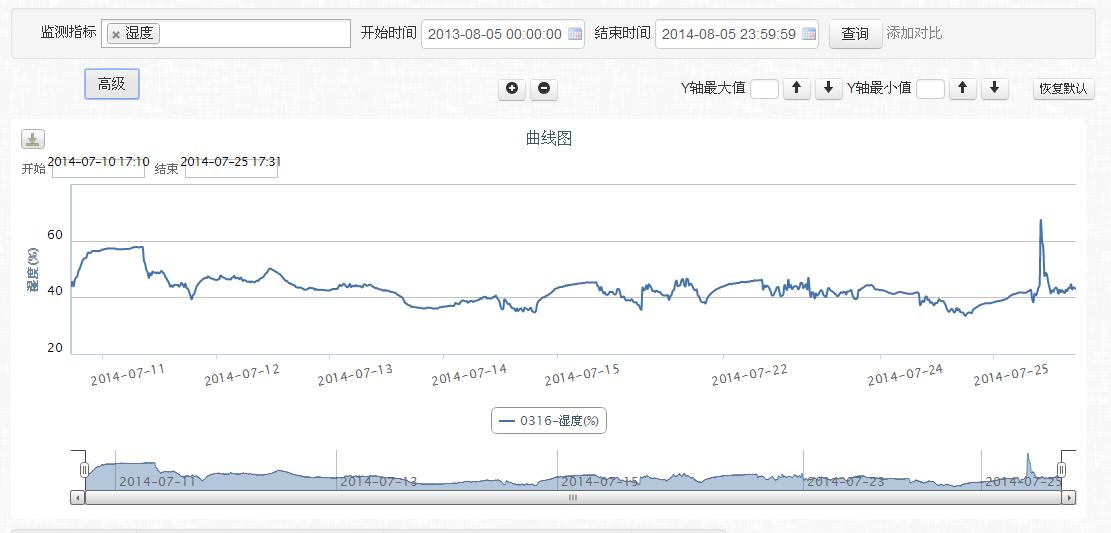 监测指标 × 湿度 开始时间 2013-08-05 00:00:00 结束时间 2014-08-05 23:59:59 查询 添加对比
高级 Y轴最大值 Y轴最小值 恢复默认
曲线图
开始 2014-07-10 17:10 结束 2014-07-25 17:31
湿度(%)
60
40
20
2014-07-11 2014-07-12 2014-07-13 2014-07-14 2014-07-15 2014-07-22 2014-07-24 2014-07-25
0316-湿度(%)
2014-07-11 2014-07-13 2014-07-15 2014-07-23 2014-07-25